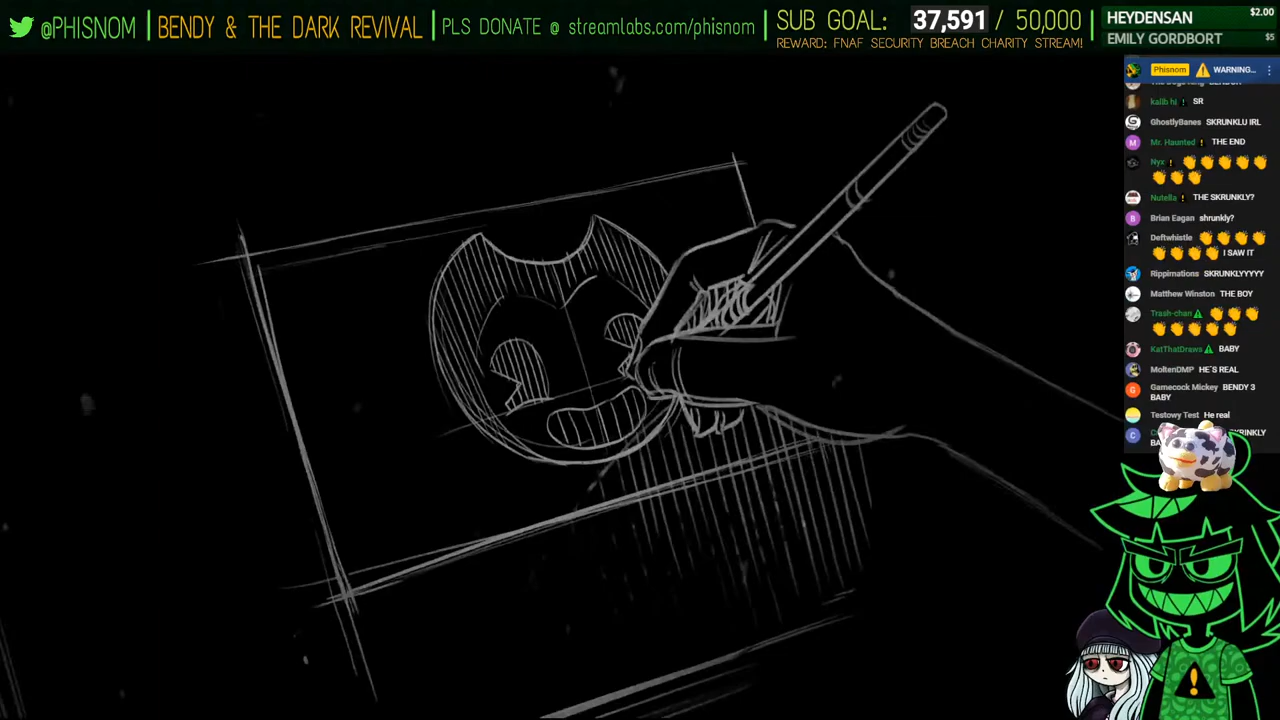 @PHISNOM
BENDY & THE DARK REVIVAL
PLS DONATE @ streamlabs.com/phisnom
SUB GOAL: 37,591 / 50,000
REWARD: FNAF SECURITY BREACH CHARITY STREAM!
HEYDENSAN $2.00
EMILY GORDBORT $5
Phisnom WARNING...
kalib hi SR
GhostlyBanes SKRUNKLU IRL
Mr. Haunted THE END
Nyx
Nutella THE SKRUNKLY?
Brian Eagan shrunkly?
Deftwhistle
I SAW IT
Rippimations SKRUNKLYYYYY
Matthew Winston THE BOY
Trash-chan
KatThatDraws BABY
MoltenDMP HE'S REAL
Gamecock Mickey BENDY 3
BABY
Testowy Test He real